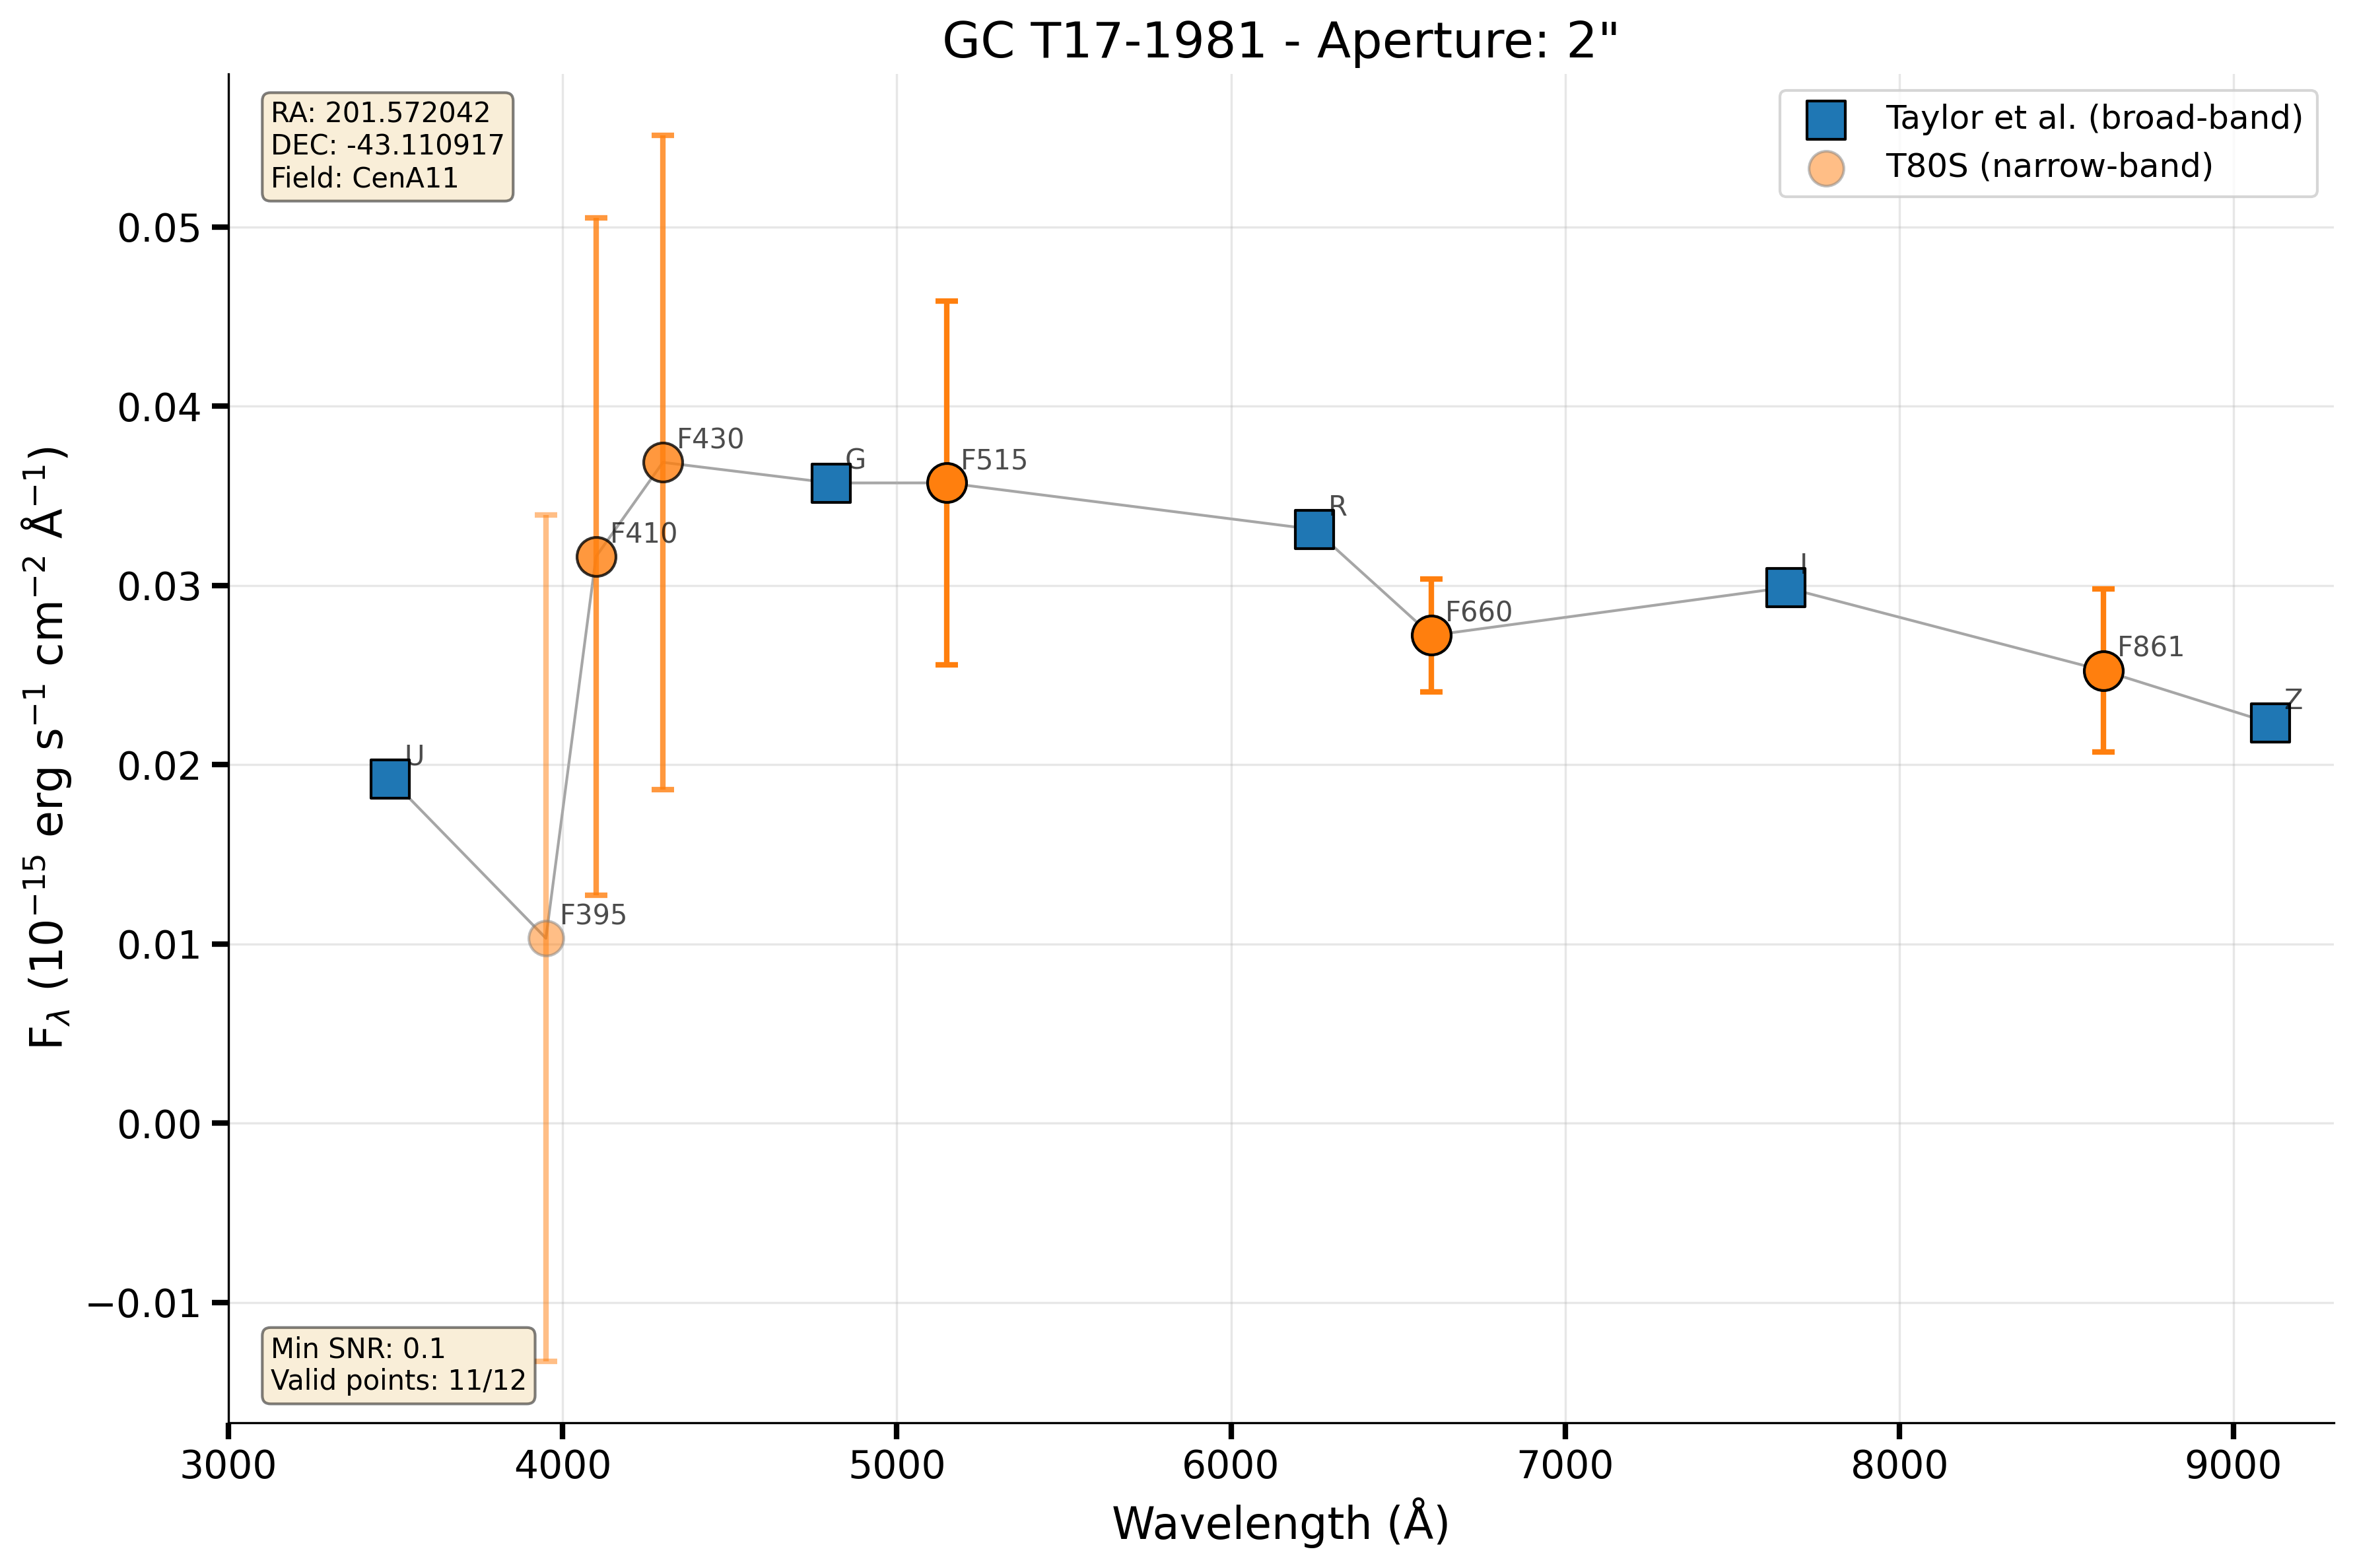 GC T17-1981 - Aperture: 2"
RA: 201.572042
DEC: -43.110917
Field: CenA11
Taylor et al. (broad-band)
T80S (narrow-band)
F_λ (10⁻¹⁵ erg s⁻¹ cm⁻² Å⁻¹)
0.05
0.04
0.03
0.02
0.01
0.00
−0.01
U
F395
F410
F430
G
F515
R
F660
I
F861
Z
Min SNR: 0.1
Valid points: 11/12
3000 4000 5000 6000 7000 8000 9000
Wavelength (Å)